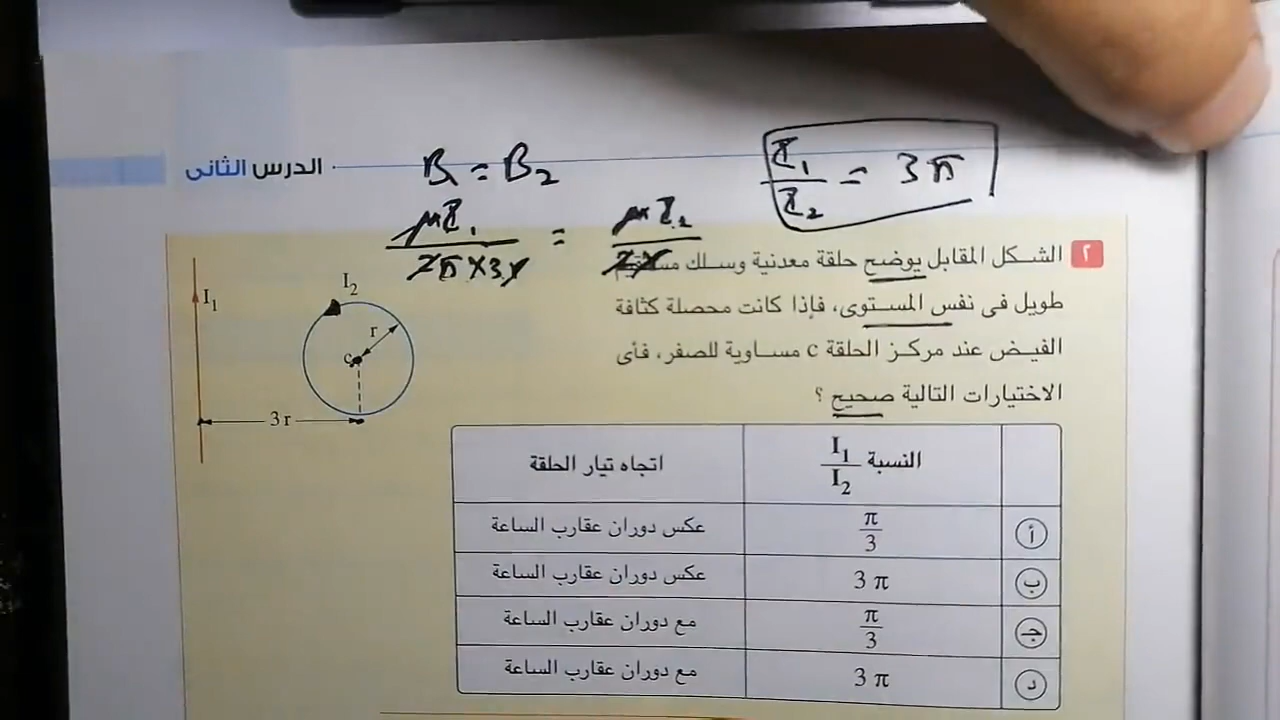 الدرس الثانى
B₁ = B₂
μI₁ / 2π×3r = μI₂ / 2r
I₁ / I₂ = 3π
٢ الشكل المقابل يوضح حلقة معدنية وسلك مستقيم
طويل فى نفس المستوى، فإذا كانت محصلة كثافة
الفيض عند مركز الحلقة c مساوية للصفر، فأى
الاختيارات التالية صحيح ؟
I₁
I₂
r
c
3 r
النسبة I₁ / I₂ اتجاه تيار الحلقة
أ π/3 عكس دوران عقارب الساعة
ب 3 π عكس دوران عقارب الساعة
جـ π/3 مع دوران عقارب الساعة
د 3 π مع دوران عقارب الساعة